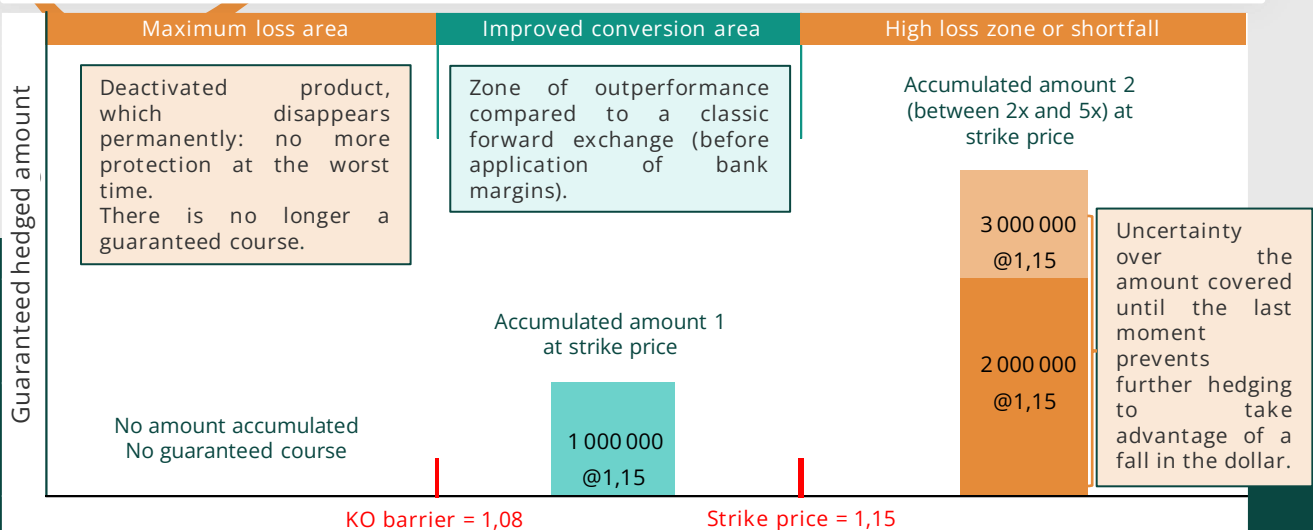 Maximum loss area
Improved conversion area
High loss zone or shortfall
Guaranteed hedged amount
Deactivated product,
which disappears
permanently: no more
protection at the worst
time.
There is no longer a
guaranteed course.
Zone of outperformance
compared to a classic
forward exchange (before
application of bank
margins).
Accumulated amount 2
(between 2x and 5x) at
strike price
3 000 000
@1,15
2 000 000
@1,15
Uncertainty
over the
amount covered
until the last
moment
prevents
further hedging
to take
advantage of a
fall in the dollar.
Accumulated amount 1
at strike price
1 000 000
@1,15
No amount accumulated
No guaranteed course
KO barrier = 1,08
Strike price = 1,15